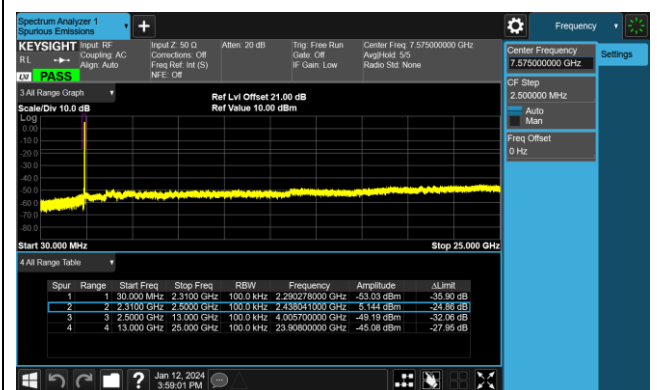 Spectrum Analyzer 1
Spurious Emissions
Frequency
KEYSIGHT
RL
LXI
PASS
Input: RF
Coupling: AC
Align: Auto
Input Z: 50 Ω
Corrections: Off
Freq Ref: Int (S)
NFE: Off
Atten: 20 dB
Trig: Free Run
Gate: Off
IF Gain: Low
Center Freq: 7.575000000 GHz
Avg|Hold: 5/5
Radio Std: None
Center Frequency
7.575000000 GHz
Settings
CF Step
2.500000 MHz
Auto
Man
Freq Offset
0 Hz
3 All Range Graph
Scale/Div 10.0 dB
Ref Lvl Offset 21.00 dB
Ref Value 10.00 dBm
Log
0.00
-10.0
-20.0
-30.0
-40.0
-50.0
-60.0
-70.0
-80.0
Start 30.000 MHz
Stop 25.000 GHz
4 All Range Table
Spur Range Start Freq Stop Freq RBW Frequency Amplitude ΔLimit
1 1 30.000 MHz 2.3100 GHz 100.0 kHz 2.290278000 GHz -53.03 dBm -35.90 dB
2 2 2.3100 GHz 2.5000 GHz 100.0 kHz 2.438041000 GHz 5.144 dBm -24.86 dB
3 3 2.5000 GHz 13.000 GHz 100.0 kHz 4.005700000 GHz -49.19 dBm -32.06 dB
4 4 13.000 GHz 25.000 GHz 100.0 kHz 23.90800000 GHz -45.08 dBm -27.95 dB
Jan 12, 2024
3:59:01 PM